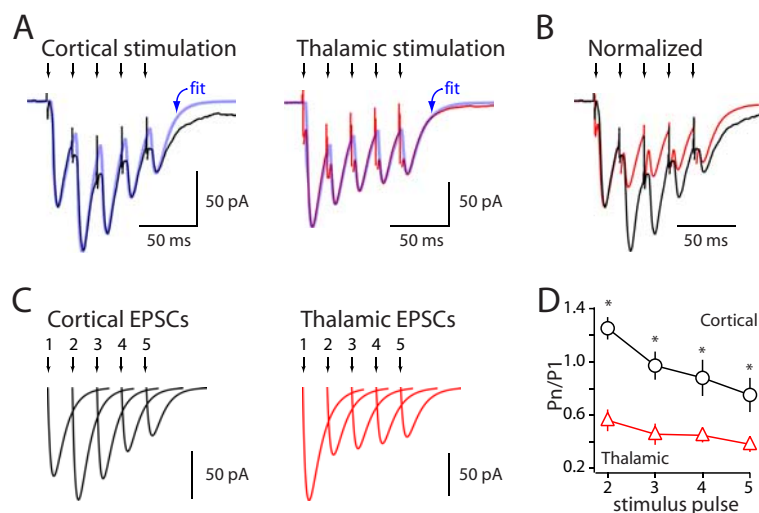 A
Cortical stimulation
fit
50 pA
50 ms
Thalamic stimulation
fit
50 pA
50 ms
B
Normalized
50 ms
C
Cortical EPSCs
1 2 3 4 5
50 pA
Thalamic EPSCs
1 2 3 4 5
50 pA
D
1.4
1.0
0.6
0.2
Pn/P1
* * * *
Cortical
Thalamic
2 3 4 5
stimulus pulse